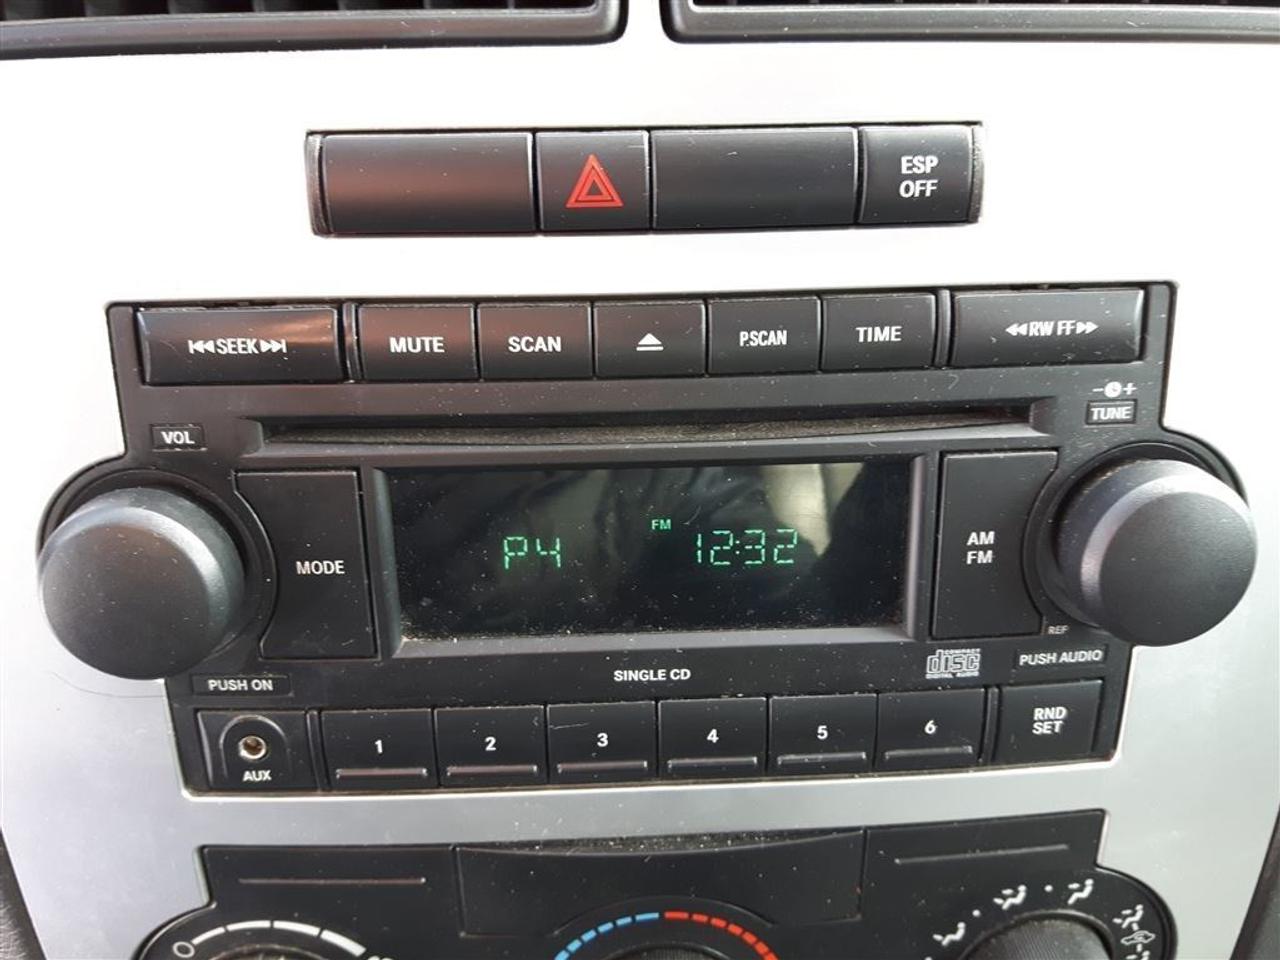 ESP
OFF
SEEK
MUTE
SCAN
P.SCAN
TIME
RW FF
VOL
- +
TUNE
MODE
P4
FM
12:32
AM
FM
REF
PUSH ON
SINGLE CD
COMPACT
disc
DIGITAL AUDIO
PUSH AUDIO
AUX
1
2
3
4
5
6
RND
SET